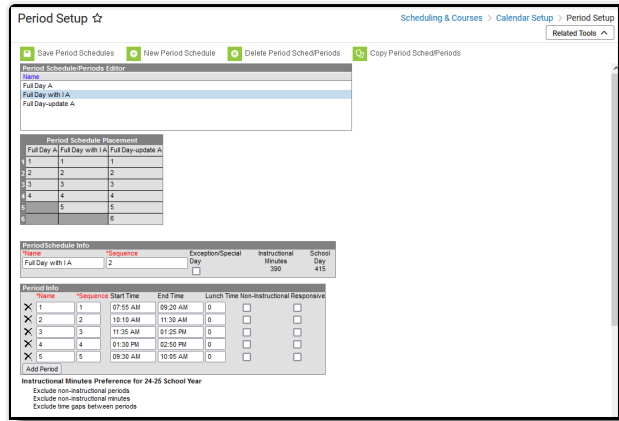 Period Setup ☆
Scheduling & Courses > Calendar Setup > Period Setup
Related Tools
Save Period Schedules New Period Schedule Delete Period Sched/Periods Copy Period Sched/Periods
Period Schedule/Periods Editor
Name
Full Day A
Full Day with I A
Full Day-update A
Period Schedule Placement
Full Day A Full Day with I A Full Day-update A
1 1 1 1
2 2 2 2
3 3 3 3
4 4 4 4
5 5 5
6 6
PeriodSchedule Info
*Name *Sequence Exception/Special Day Instructional Minutes School Day
Full Day with I A 2 390 415
Period Info
*Name *Sequence Start Time End Time Lunch Time Non-Instructional Responsive
X 1 1 07:55 AM 09:20 AM 0
X 2 2 10:10 AM 11:30 AM 0
X 3 3 11:35 AM 01:25 PM 0
X 4 4 01:30 PM 02:50 PM 0
X 5 5 09:30 AM 10:05 AM 0
Add Period
Instructional Minutes Preference for 24-25 School Year
Exclude non-instructional periods
Exclude non-instructional minutes
Exclude time gaps between periods